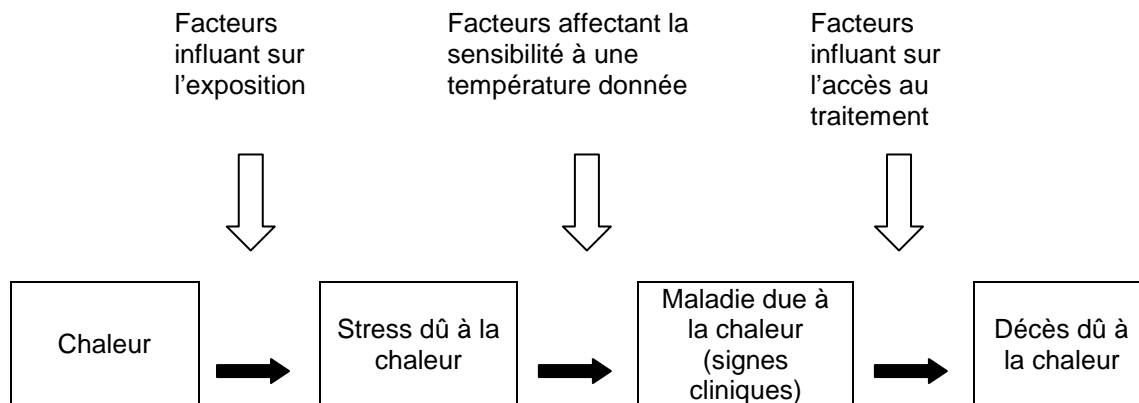 Facteurs
influant sur
l'exposition
Facteurs affectant la
sensibilité à une
température donnée
Facteurs
influant sur
l'accès au
traitement
Chaleur
Stress dû à la
chaleur
Maladie due à
la chaleur
(signes
cliniques)
Décès dû à
la chaleur